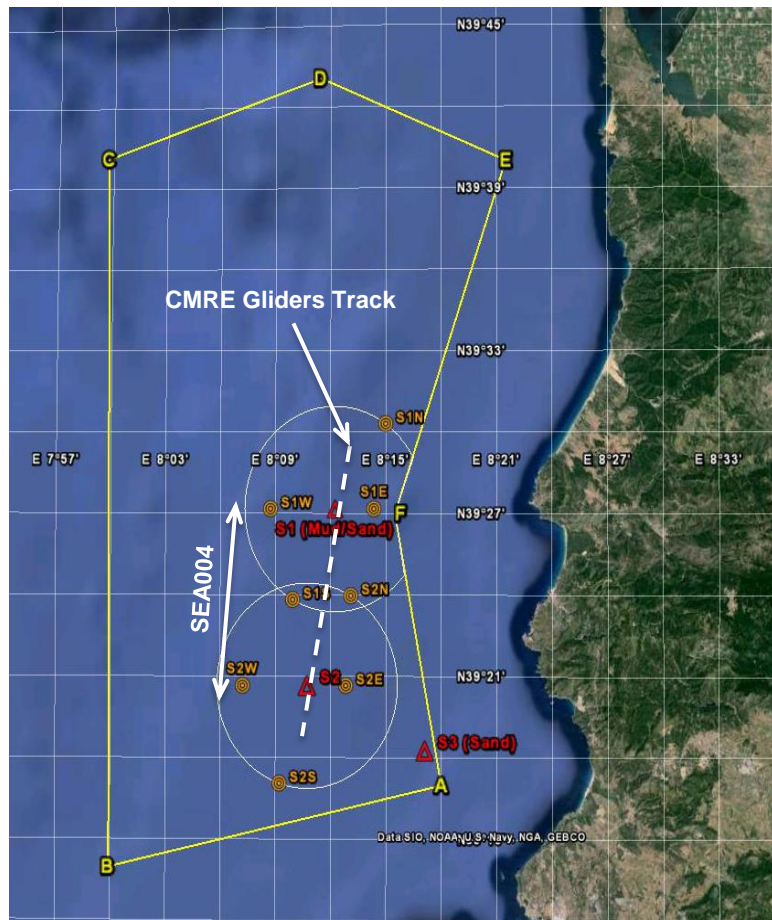 N39°45'
D
C
E
N39°39'
CMRE Gliders Track
N39°33'
S1N
E 7°57'
E 8°03'
E 8°09'
E 8°15'
E 8°21'
E 8°27'
E 8°33'
S1W
S1E
F
N39°27'
S1 (Mud/Sand)
SEA004
S1S
S2N
S2W
S2
S2E
N39°21'
S3 (Sand)
S2S
A
Data SIO, NOAA, U.S. Navy, NGA, GEBCO
B